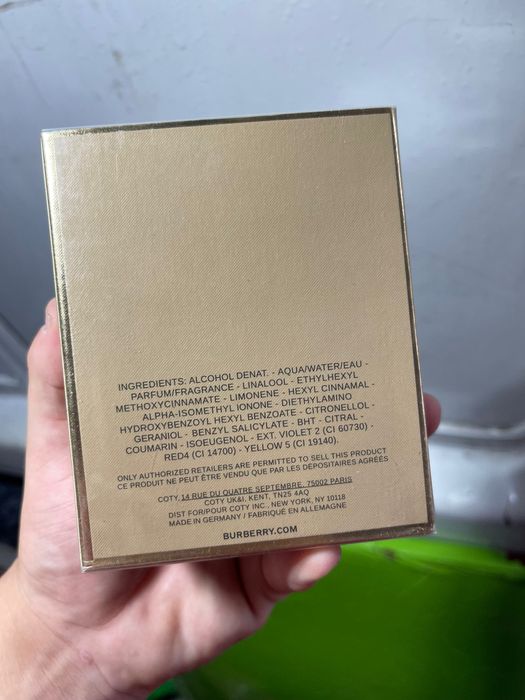 INGREDIENTS: ALCOHOL DENAT. - AQUA/WATER/EAU -
PARFUM/FRAGRANCE - LINALOOL - ETHYLHEXYL
METHOXYCINNAMATE - LIMONENE - HEXYL CINNAMAL -
ALPHA-ISOMETHYL IONONE - DIETHYLAMINO
HYDROXYBENZOYL HEXYL BENZOATE - CITRONELLOL -
GERANIOL - BENZYL SALICYLATE - BHT - CITRAL -
COUMARIN - ISOEUGENOL - EXT. VIOLET 2 (CI 60730) -
RED4 (CI 14700) - YELLOW 5 (CI 19140).
ONLY AUTHORIZED RETAILERS ARE PERMITTED TO SELL THIS PRODUCT
CE PRODUIT NE PEUT ÊTRE VENDU QUE PAR LES DÉPOSITAIRES AGRÉÉS
COTY, 14 RUE DU QUATRE SEPTEMBRE, 75002 PARIS
COTY UK&I, KENT, TN25 4AQ
DIST FOR/POUR COTY INC., NEW YORK, NY 10118
MADE IN GERMANY / FABRIQUÉ EN ALLEMAGNE
BURBERRY.COM